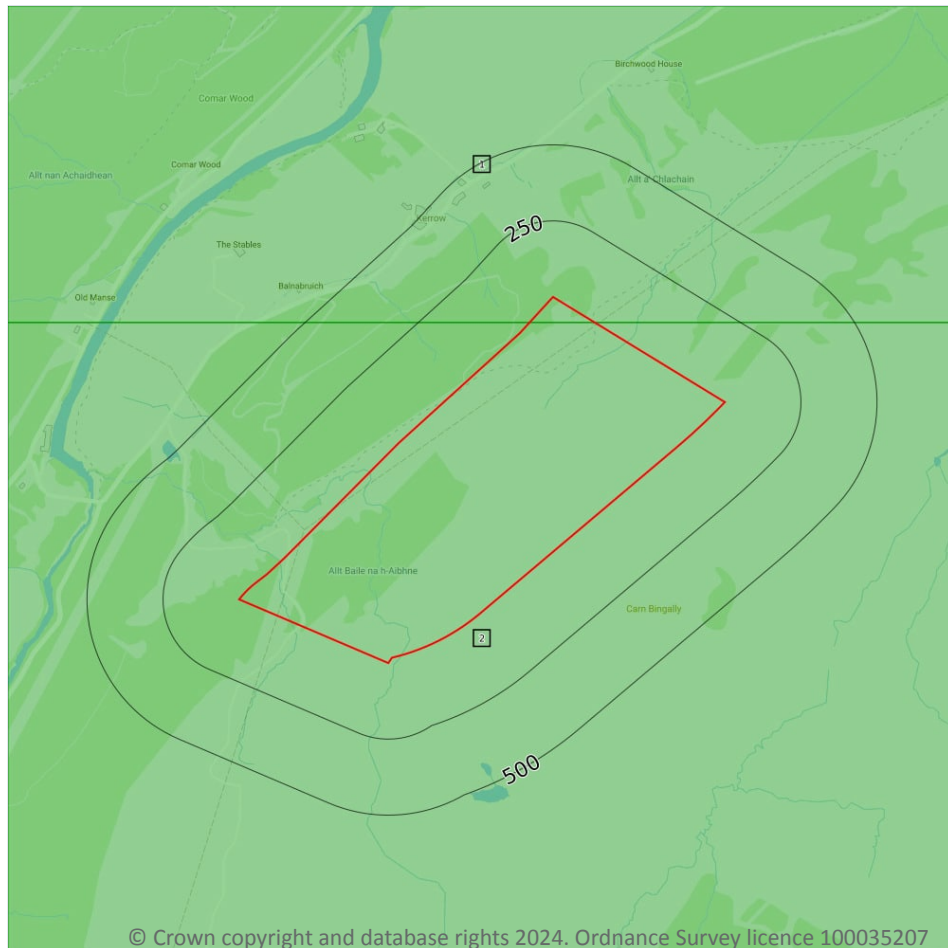 Birchwood House
Comar Wood
1
Comar Wood
Allt nan Achaidhean
Allt a' Chlachain
Kerrow
250
The Stables
Balnabruich
Old Manse
Allt Baile na h-Aibhne
Carn Bingally
2
500
© Crown copyright and database rights 2024. Ordnance Survey licence 100035207